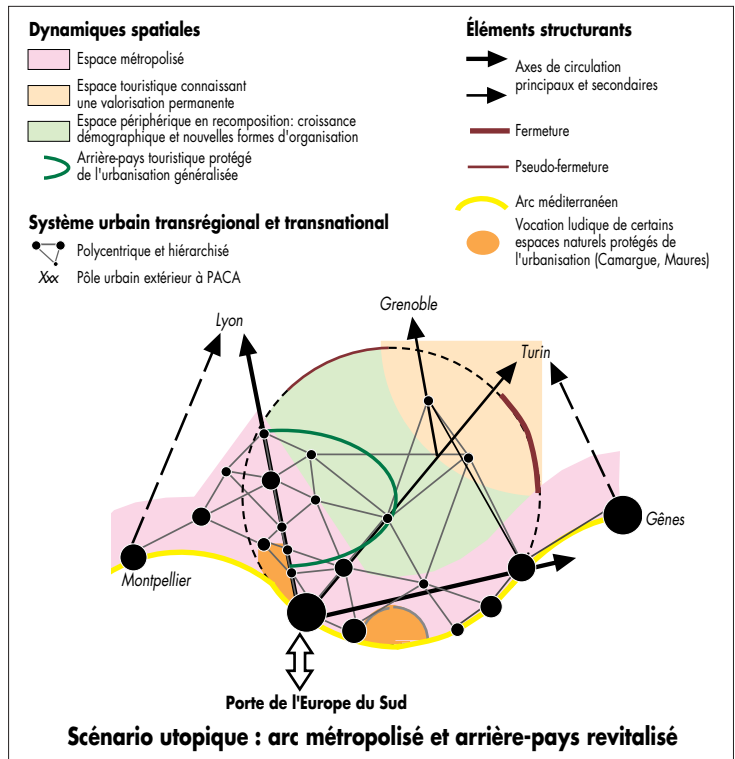 Dynamiques spatiales
Espace métropolisé
Espace touristique connaissant
une valorisation permanente
Espace périphérique en recomposition: croissance
démographique et nouvelles formes d'organisation
Arrière-pays touristique protégé
de l'urbanisation généralisée
Système urbain transrégional et transnational
Polycentrique et hiérarchisé
Xxx Pôle urbain extérieur à PACA
Éléments structurants
Axes de circulation
principaux et secondaires
Fermeture
Pseudo-fermeture
Arc méditerranéen
Vocation ludique de certains
espaces naturels protégés de
l'urbanisation (Camargue, Maures)
Grenoble
Lyon
Turin
Gênes
Montpellier
Porte de l'Europe du Sud
Scénario utopique : arc métropolisé et arrière-pays revitalisé